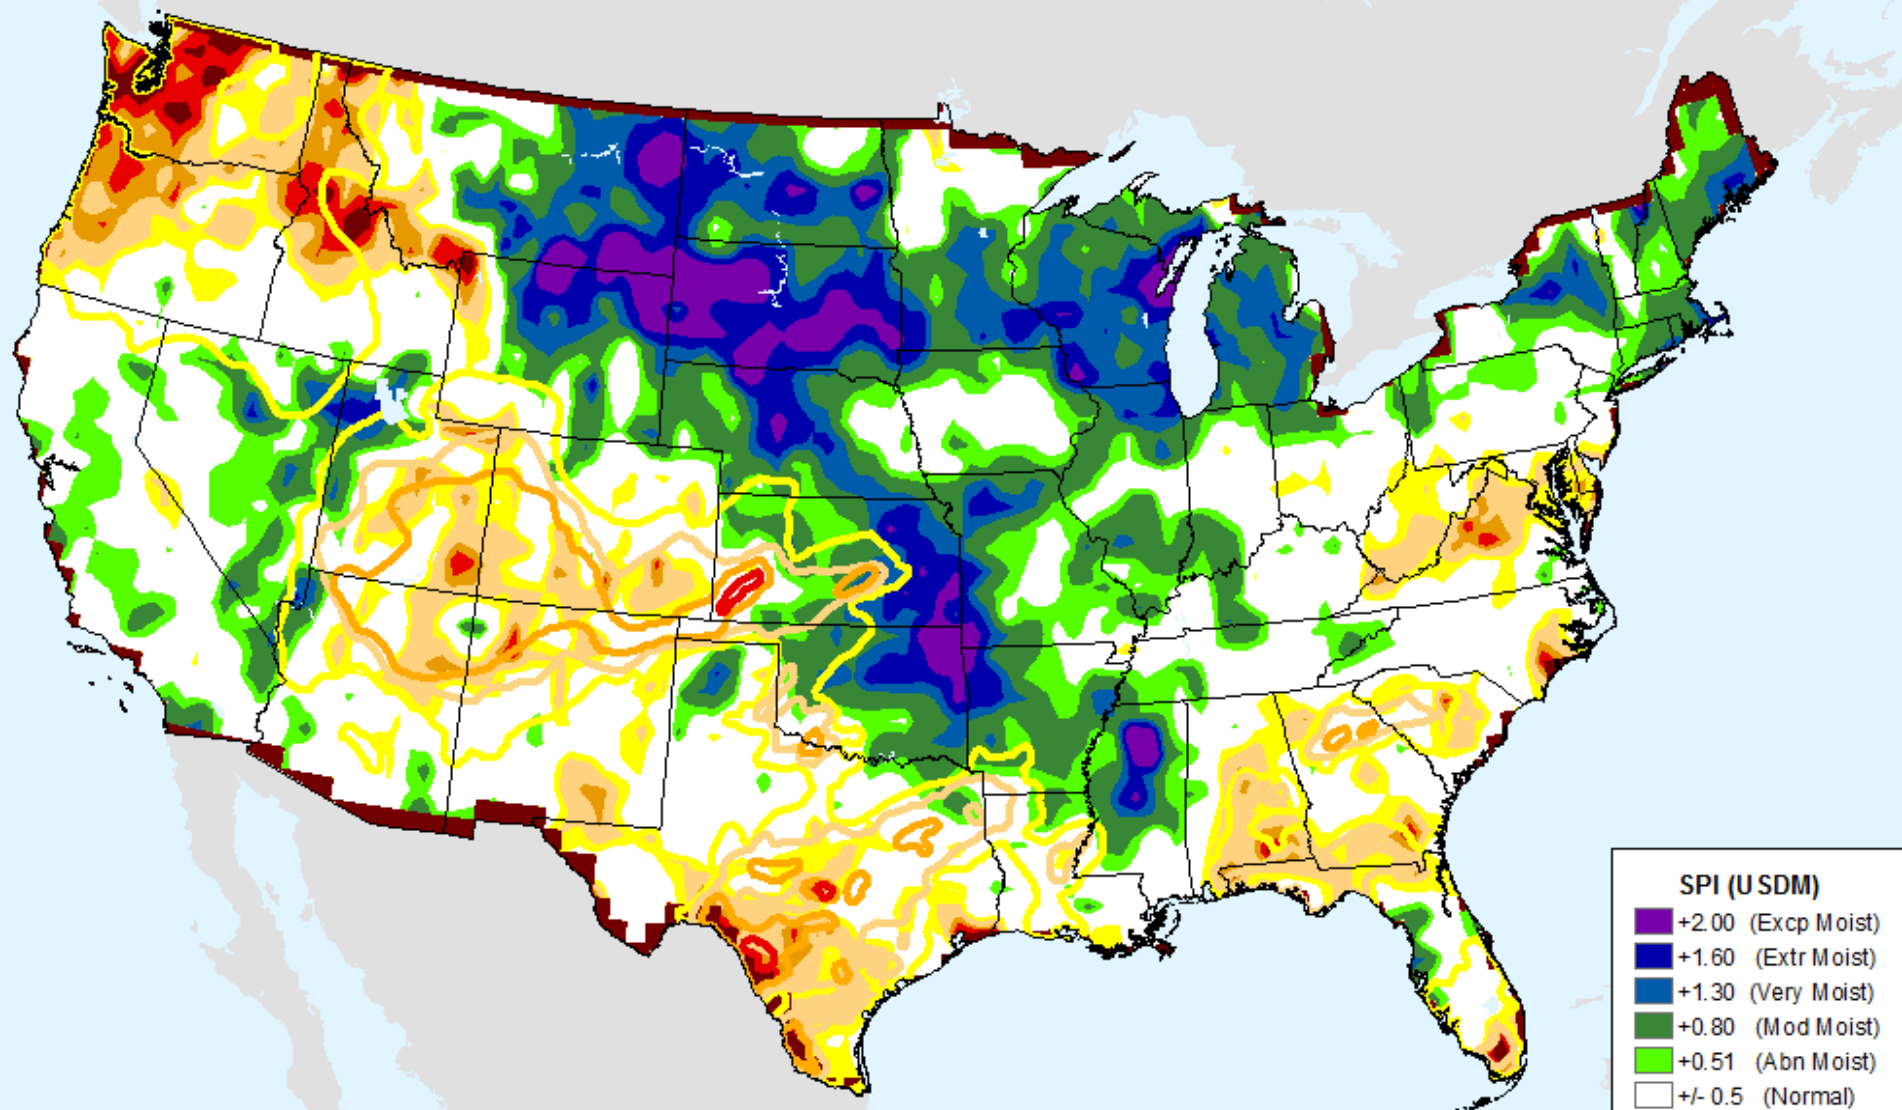 SPI (USDM)
+2.00 (Excp Moist)
+1.60 (Extr Moist)
+1.30 (Very Moist)
+0.80 (Mod Moist)
+0.51 (Abn Moist)
+/- 0.5 (Normal)